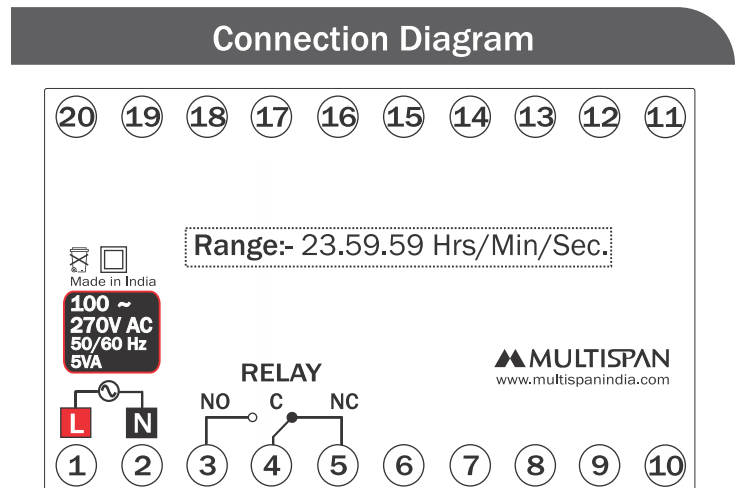 Connection Diagram
20 19 18 17 16 15 14 13 12 11
Range:- 23.59.59 Hrs/Min/Sec.
Made in India
100 ~
270V AC
50/60 Hz
5VA
MULTISPAN
www.multispanindia.com
RELAY
NO C NC
L N
1 2 3 4 5 6 7 8 9 10